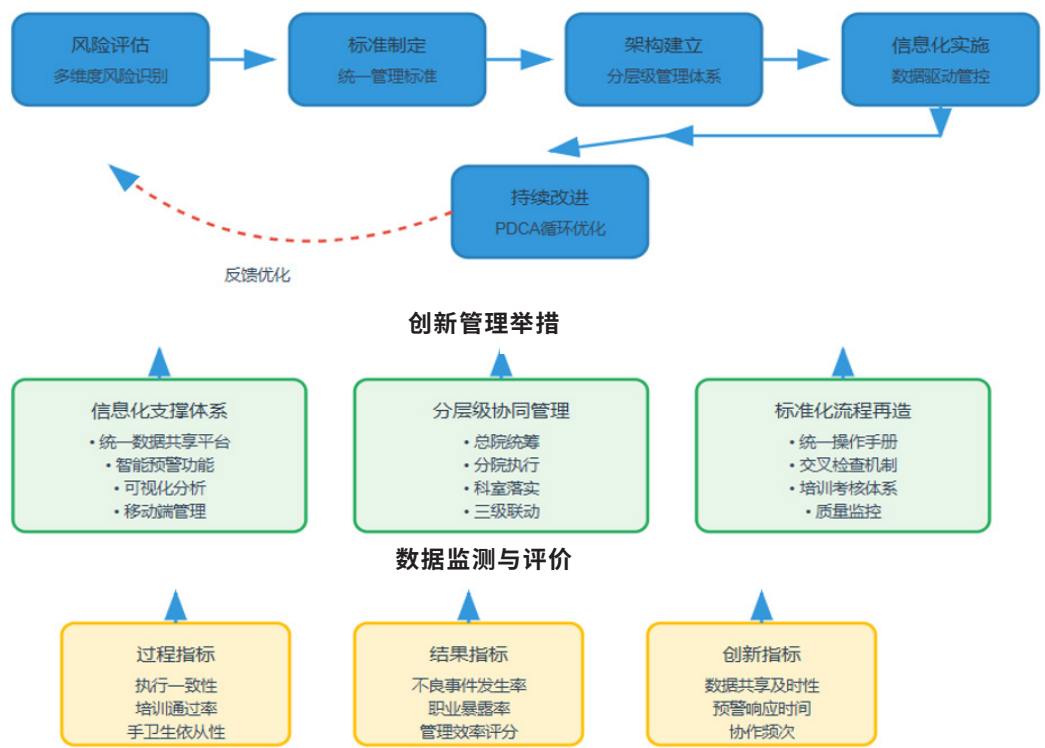 风险评估
多维度风险识别
标准制定
统一管理标准
架构建立
分层级管理体系
信息化实施
数据驱动管控
持续改进
PDCA循环优化
反馈优化
创新管理举措
信息化支撑体系
• 统一数据共享平台
• 智能预警功能
• 可视化分析
• 移动端管理
分层级协同管理
• 总院统筹
• 分院执行
• 科室落实
• 三级联动
标准化流程再造
• 统一操作手册
• 交叉检查机制
• 培训考核体系
• 质量监控
数据监测与评价
过程指标
执行一致性
培训通过率
手卫生依从性
结果指标
不良事件发生率
职业暴露率
管理效率评分
创新指标
数据共享及时性
预警响应时间
协作频次